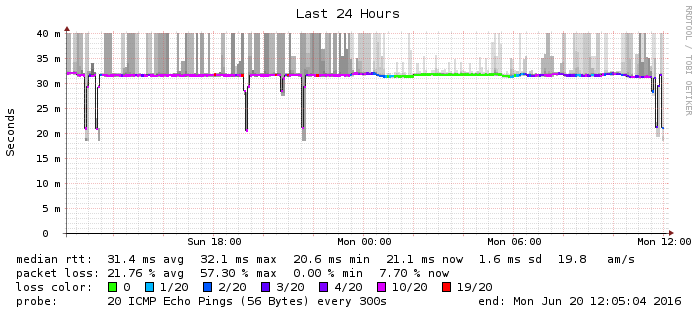 Last 24 Hours
RRDTOOL / TOBI OETIKER
Seconds
40 m
35 m
30 m
25 m
20 m
15 m
10 m
5 m
0
Sun 18:00 Mon 00:00 Mon 06:00 Mon 12:00
median rtt: 31.4 ms avg 32.1 ms max 20.6 ms min 21.1 ms now 1.6 ms sd 19.8 am/s
packet loss: 21.76 % avg 57.30 % max 0.00 % min 7.70 % now
loss color: 0 1/20 2/20 3/20 4/20 10/20 19/20
probe: 20 ICMP Echo Pings (56 Bytes) every 300s end: Mon Jun 20 12:05:04 2016